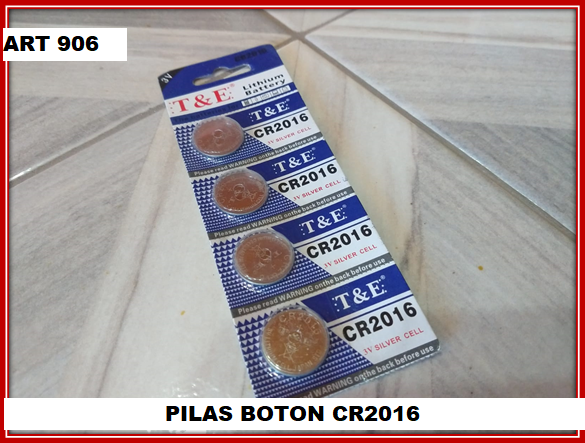 ART 906
T&E®
Lithium
Battery
T&E®
CR2016
3V SILVER CELL
Please read WARNING on the back before use
T&E®
CR2016
3V SILVER CELL
Please read WARNING on the back before use
T&E®
CR2016
3V SILVER CELL
Please read WARNING on the back before use
T&E®
CR2016
3V SILVER CELL
Please read WARNING on the back before use
PILAS BOTON CR2016